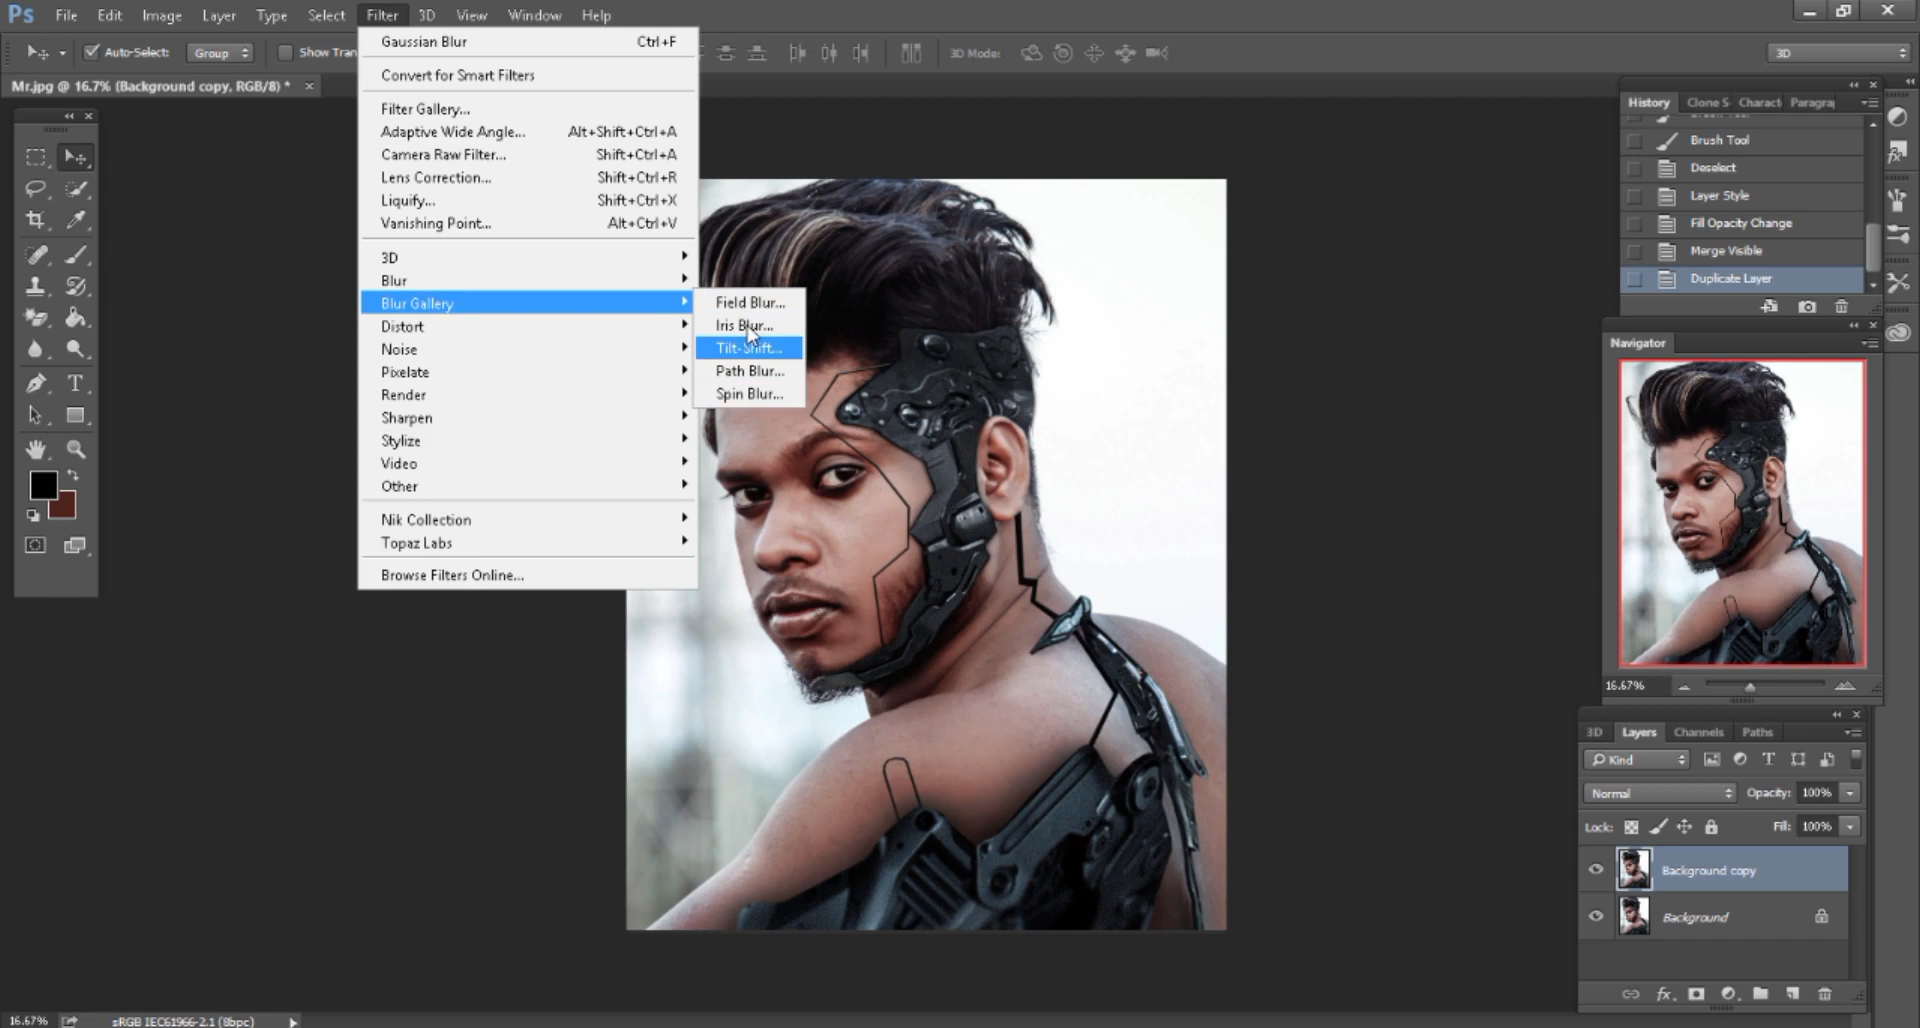 Ps File Edit Image Layer Type Select Filter 3D View Window Help
Auto-Select: Group Show Tran 3D Mode: 3D
Mr.jpg @ 16.7% (Background copy, RGB/8) * ×
Gaussian Blur Ctrl+F
Convert for Smart Filters
Filter Gallery...
Adaptive Wide Angle... Alt+Shift+Ctrl+A
Camera Raw Filter... Shift+Ctrl+A
Lens Correction... Shift+Ctrl+R
Liquify... Shift+Ctrl+X
Vanishing Point... Alt+Ctrl+V
3D
Blur
Blur Gallery
Distort
Noise
Pixelate
Render
Sharpen
Stylize
Video
Other
Nik Collection
Topaz Labs
Browse Filters Online...
Field Blur...
Iris Blur...
Tilt-Shift...
Path Blur...
Spin Blur...
History Clone S Charact Paragra
Brush Tool
Deselect
Layer Style
Fill Opacity Change
Merge Visible
Duplicate Layer
Navigator
16.67%
3D Layers Channels Paths
Kind
Normal Opacity: 100%
Lock: Fill: 100%
Background copy
Background
16.67% sRGB IEC61966-2.1 (8bpc)